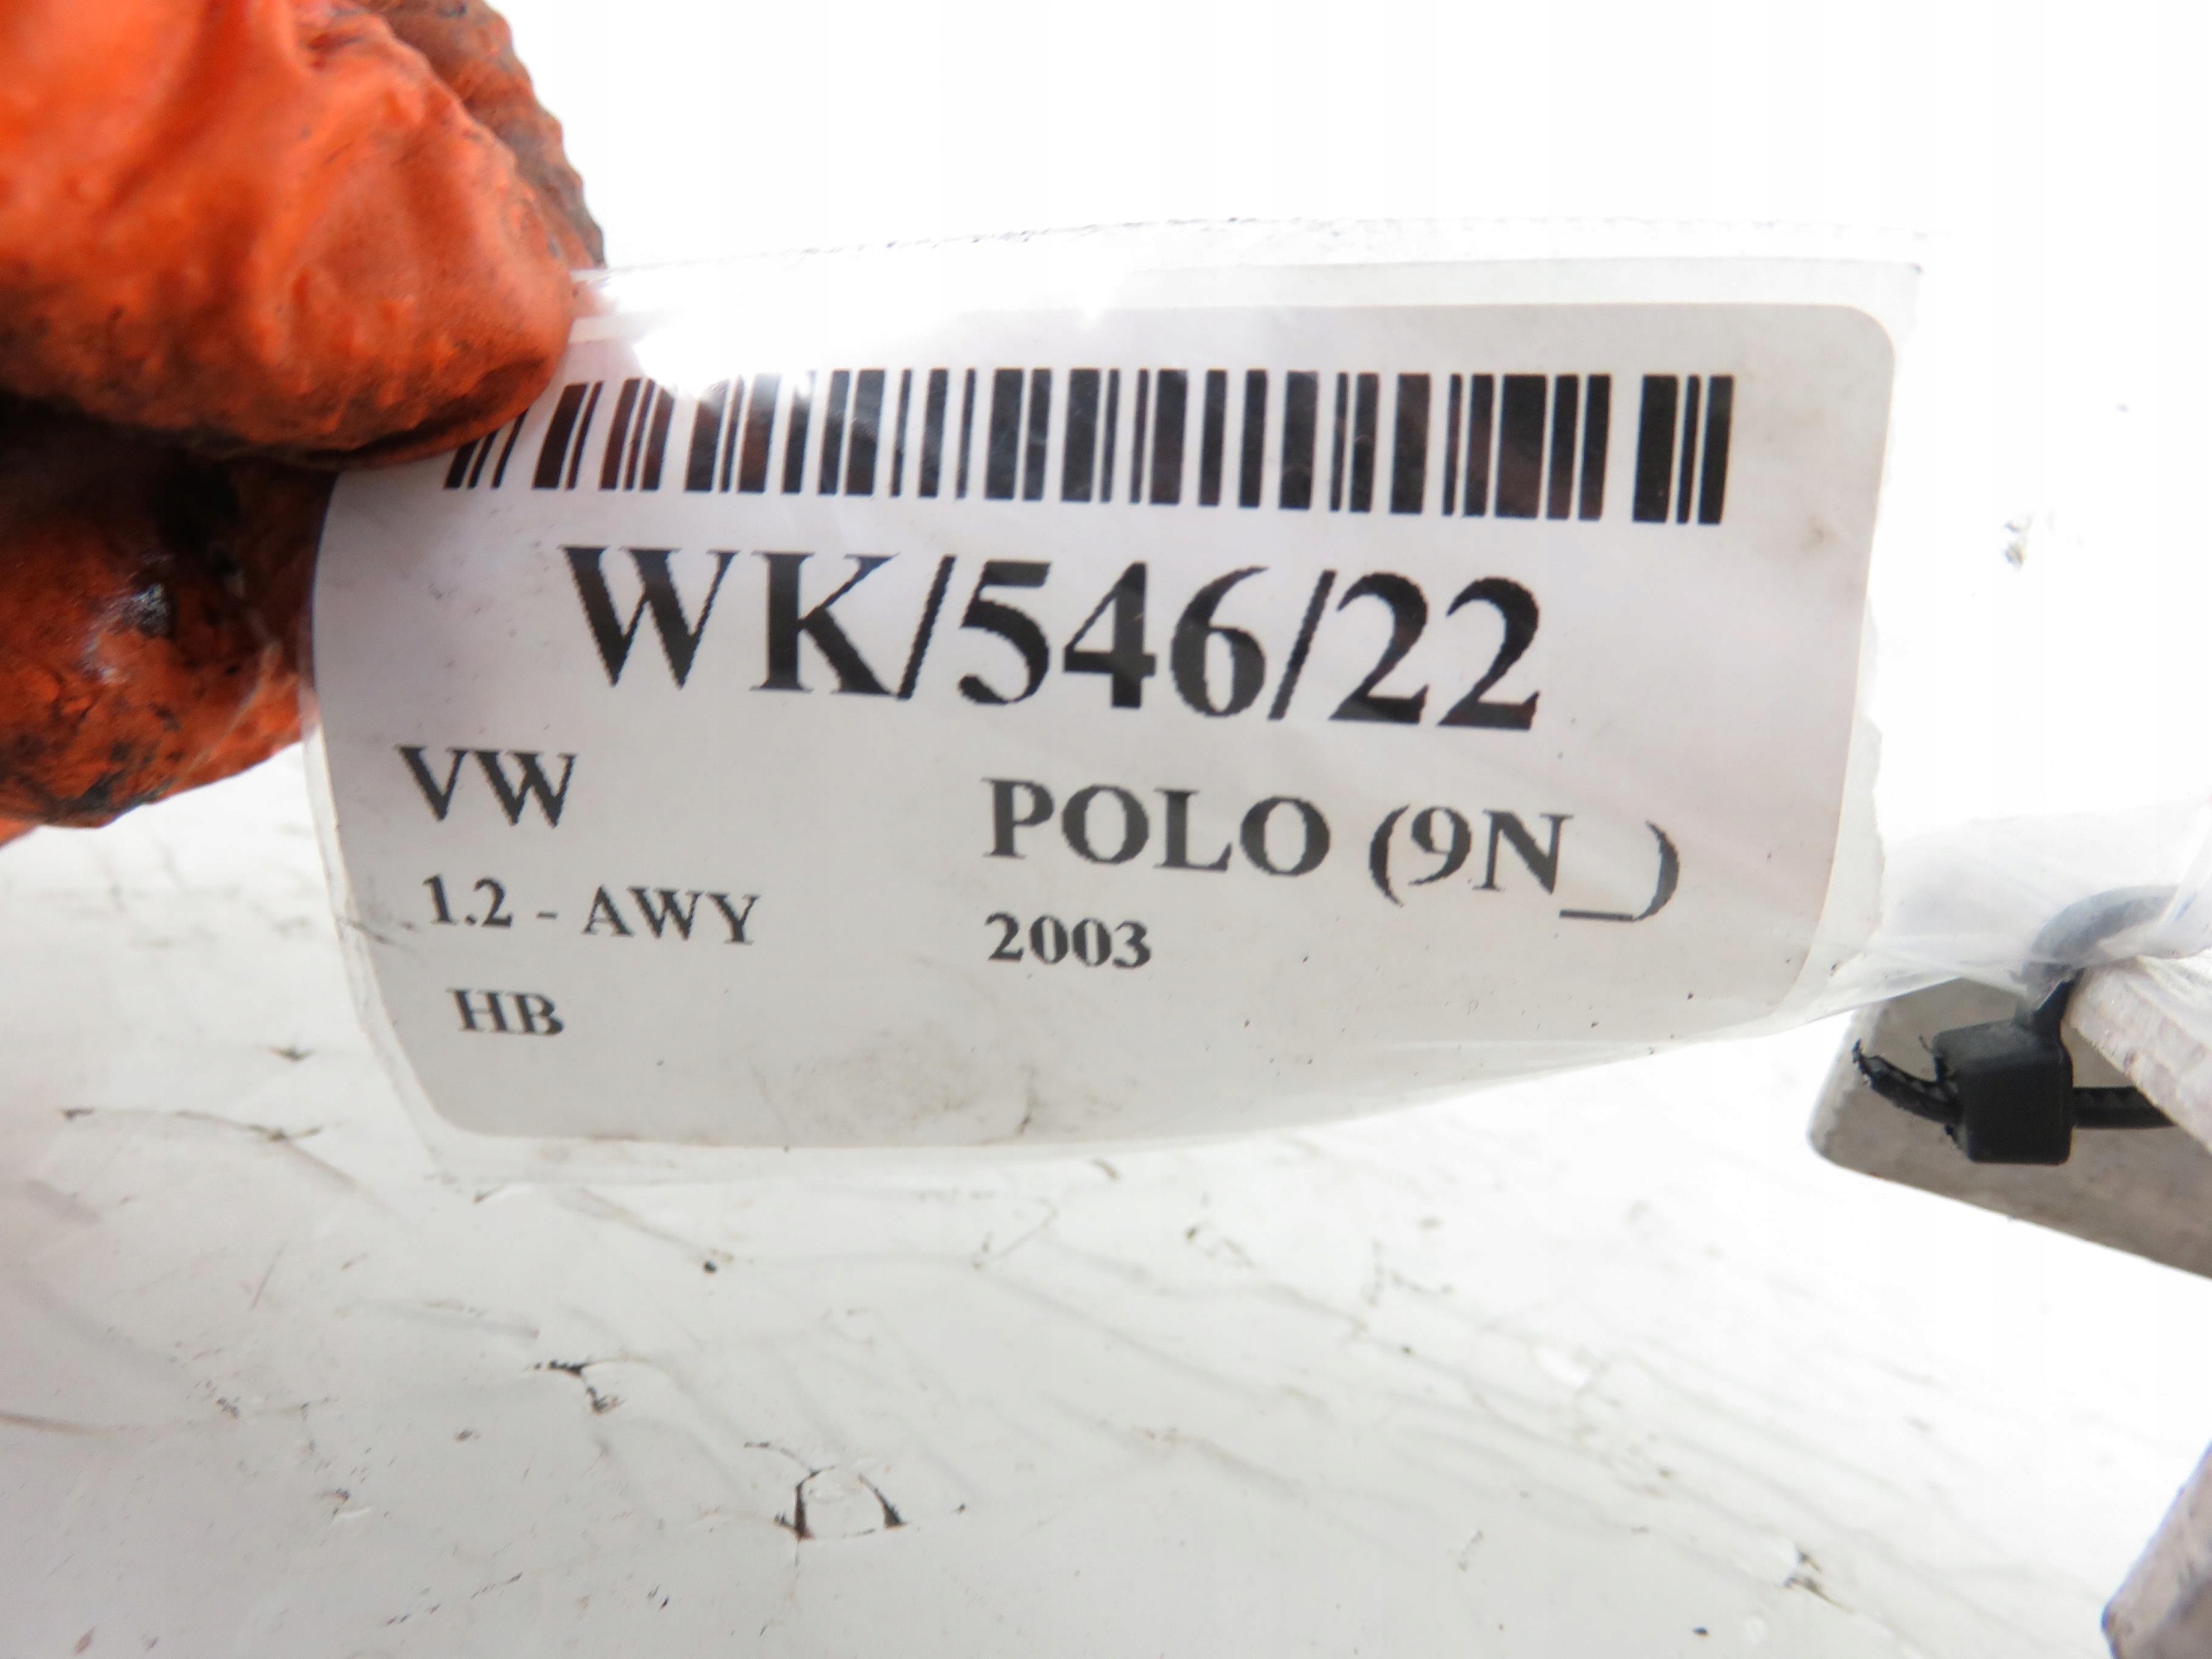 WK/546/22
VW POLO (9N_)
1.2 - AWY 2003
HB